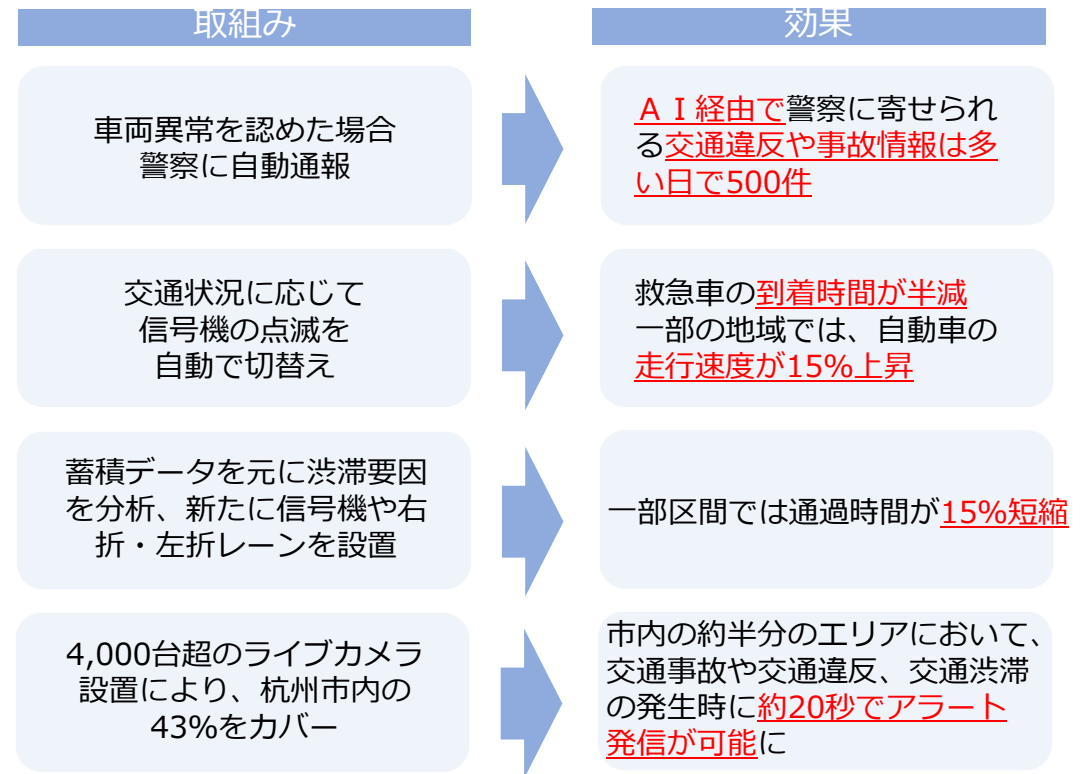 取組み
効果
車両異常を認めた場合
警察に自動通報
ＡＩ経由で警察に寄せられ
る交通違反や事故情報は多
い日で500件
交通状況に応じて
信号機の点滅を
自動で切替え
救急車の到着時間が半減
一部の地域では、自動車の
走行速度が15%上昇
蓄積データを元に渋滞要因
を分析、新たに信号機や右
折・左折レーンを設置
一部区間では通過時間が15%短縮
4,000台超のライブカメラ
設置により、杭州市内の
43%をカバー
市内の約半分のエリアにおいて、
交通事故や交通違反、交通渋滞
の発生時に約20秒でアラート
発信が可能に